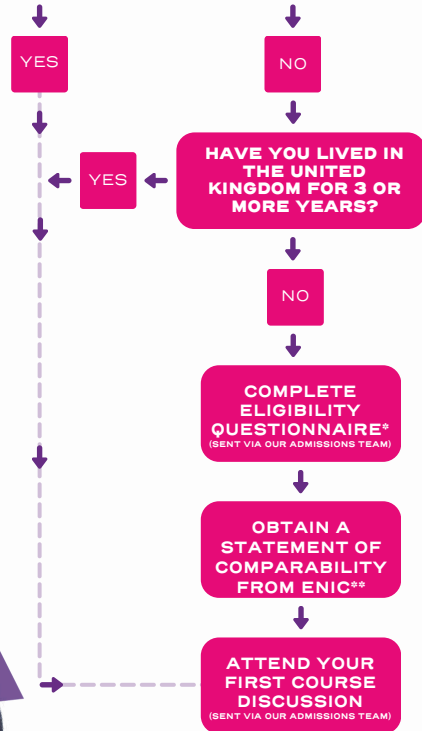 YES
NO
HAVE YOU LIVED IN
THE UNITED
KINGDOM FOR 3 OR
MORE YEARS?
YES
NO
COMPLETE
ELIGIBILITY
QUESTIONNAIRE*
(SENT VIA OUR ADMISSIONS TEAM)
OBTAIN A
STATEMENT OF
COMPARABILITY
FROM ENIC**
ATTEND YOUR
FIRST COURSE
DISCUSSION
(SENT VIA OUR ADMISSIONS TEAM)